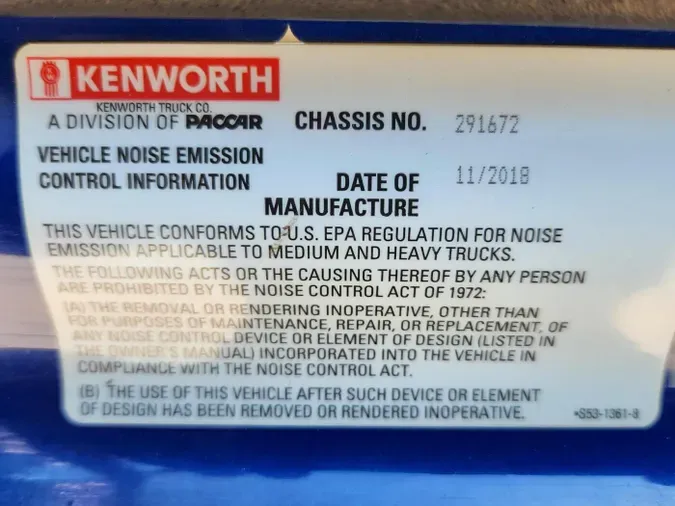 KENWORTH
KENWORTH TRUCK CO.
A DIVISION OF PACCAR
CHASSIS NO. 291672
VEHICLE NOISE EMISSION
CONTROL INFORMATION
DATE OF 11/2018
MANUFACTURE
THIS VEHICLE CONFORMS TO U.S. EPA REGULATION FOR NOISE
EMISSION APPLICABLE TO MEDIUM AND HEAVY TRUCKS.
THE FOLLOWING ACTS OR THE CAUSING THEREOF BY ANY PERSON
ARE PROHIBITED BY THE NOISE CONTROL ACT OF 1972:
(A) THE REMOVAL OR RENDERING INOPERATIVE, OTHER THAN
FOR PURPOSES OF MAINTENANCE, REPAIR, OR REPLACEMENT, OF
ANY NOISE CONTROL DEVICE OR ELEMENT OF DESIGN (LISTED IN
THE OWNER'S MANUAL) INCORPORATED INTO THE VEHICLE IN
COMPLIANCE WITH THE NOISE CONTROL ACT.
(B) THE USE OF THIS VEHICLE AFTER SUCH DEVICE OR ELEMENT
OF DESIGN HAS BEEN REMOVED OR RENDERED INOPERATIVE.
*S53-1361-8